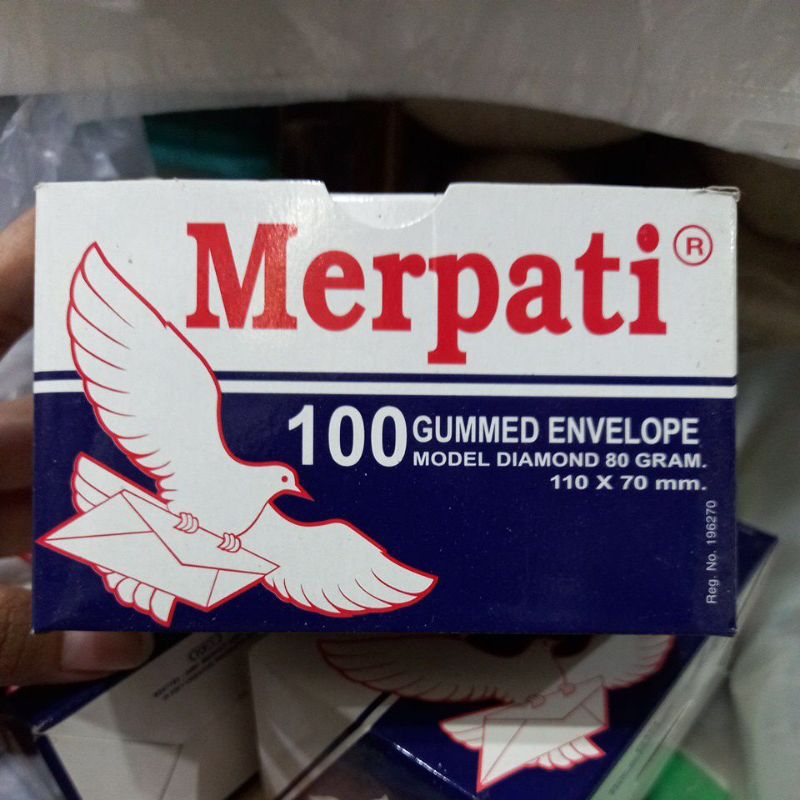 Merpati ®
100 GUMMED ENVELOPE
MODEL DIAMOND 80 GRAM.
110 X 70 mm.
Reg. No. 196270